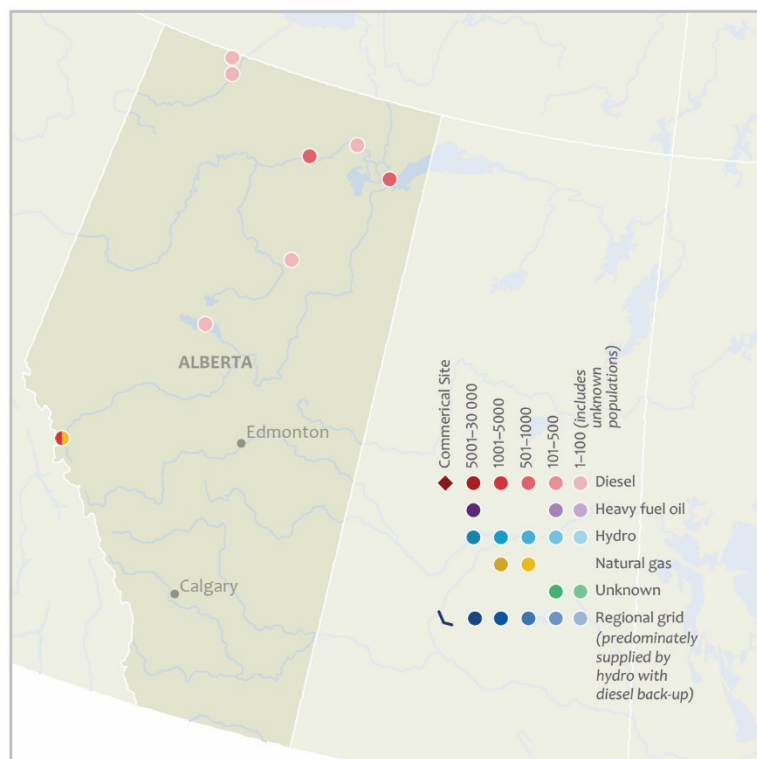 ALBERTA
Edmonton
Calgary
Commerical Site
5001–30 000
1001–5000
501–1000
101–500
1–100 (includes
unknown
populations)
Diesel
Heavy fuel oil
Hydro
Natural gas
Unknown
Regional grid
(predominately
supplied by
hydro with
diesel back-up)